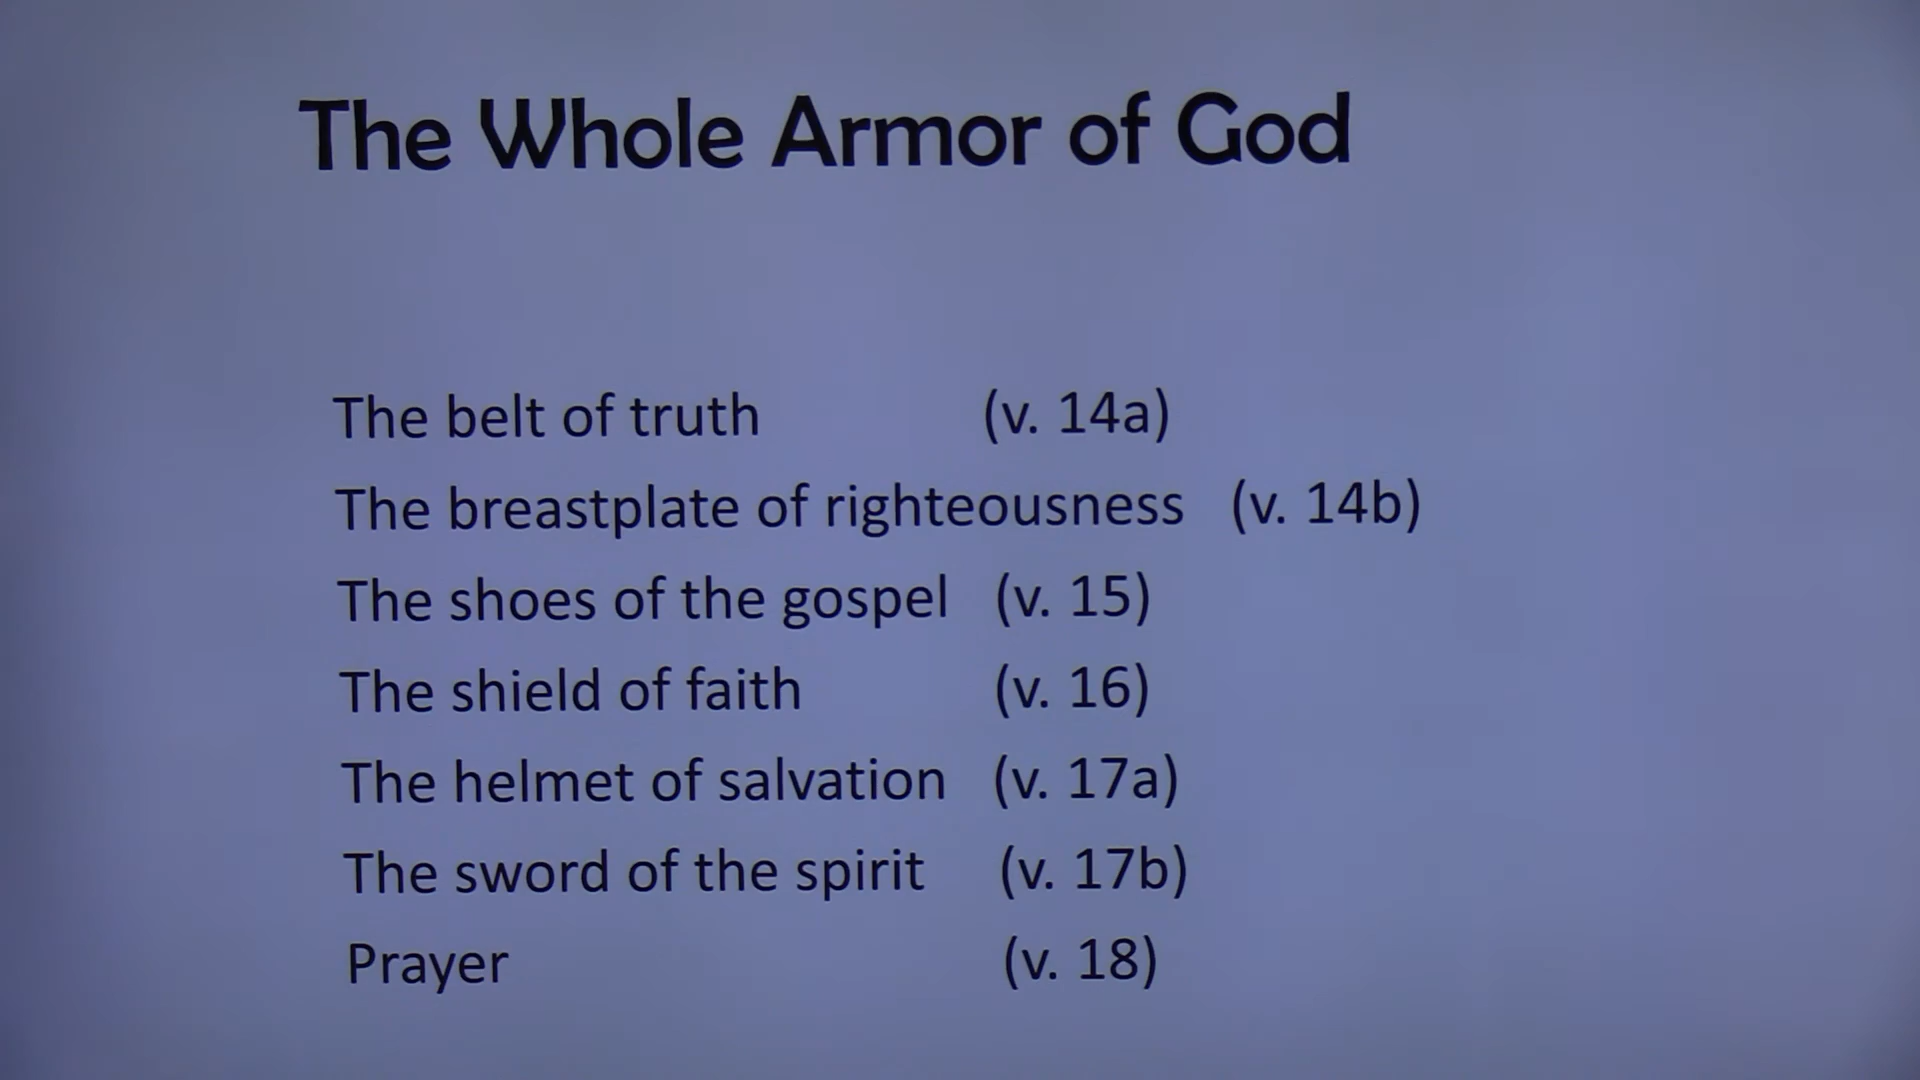 The Whole Armor of God
The belt of truth (v. 14a)
The breastplate of righteousness (v. 14b)
The shoes of the gospel (v. 15)
The shield of faith (v. 16)
The helmet of salvation (v. 17a)
The sword of the spirit (v. 17b)
Prayer (v. 18)